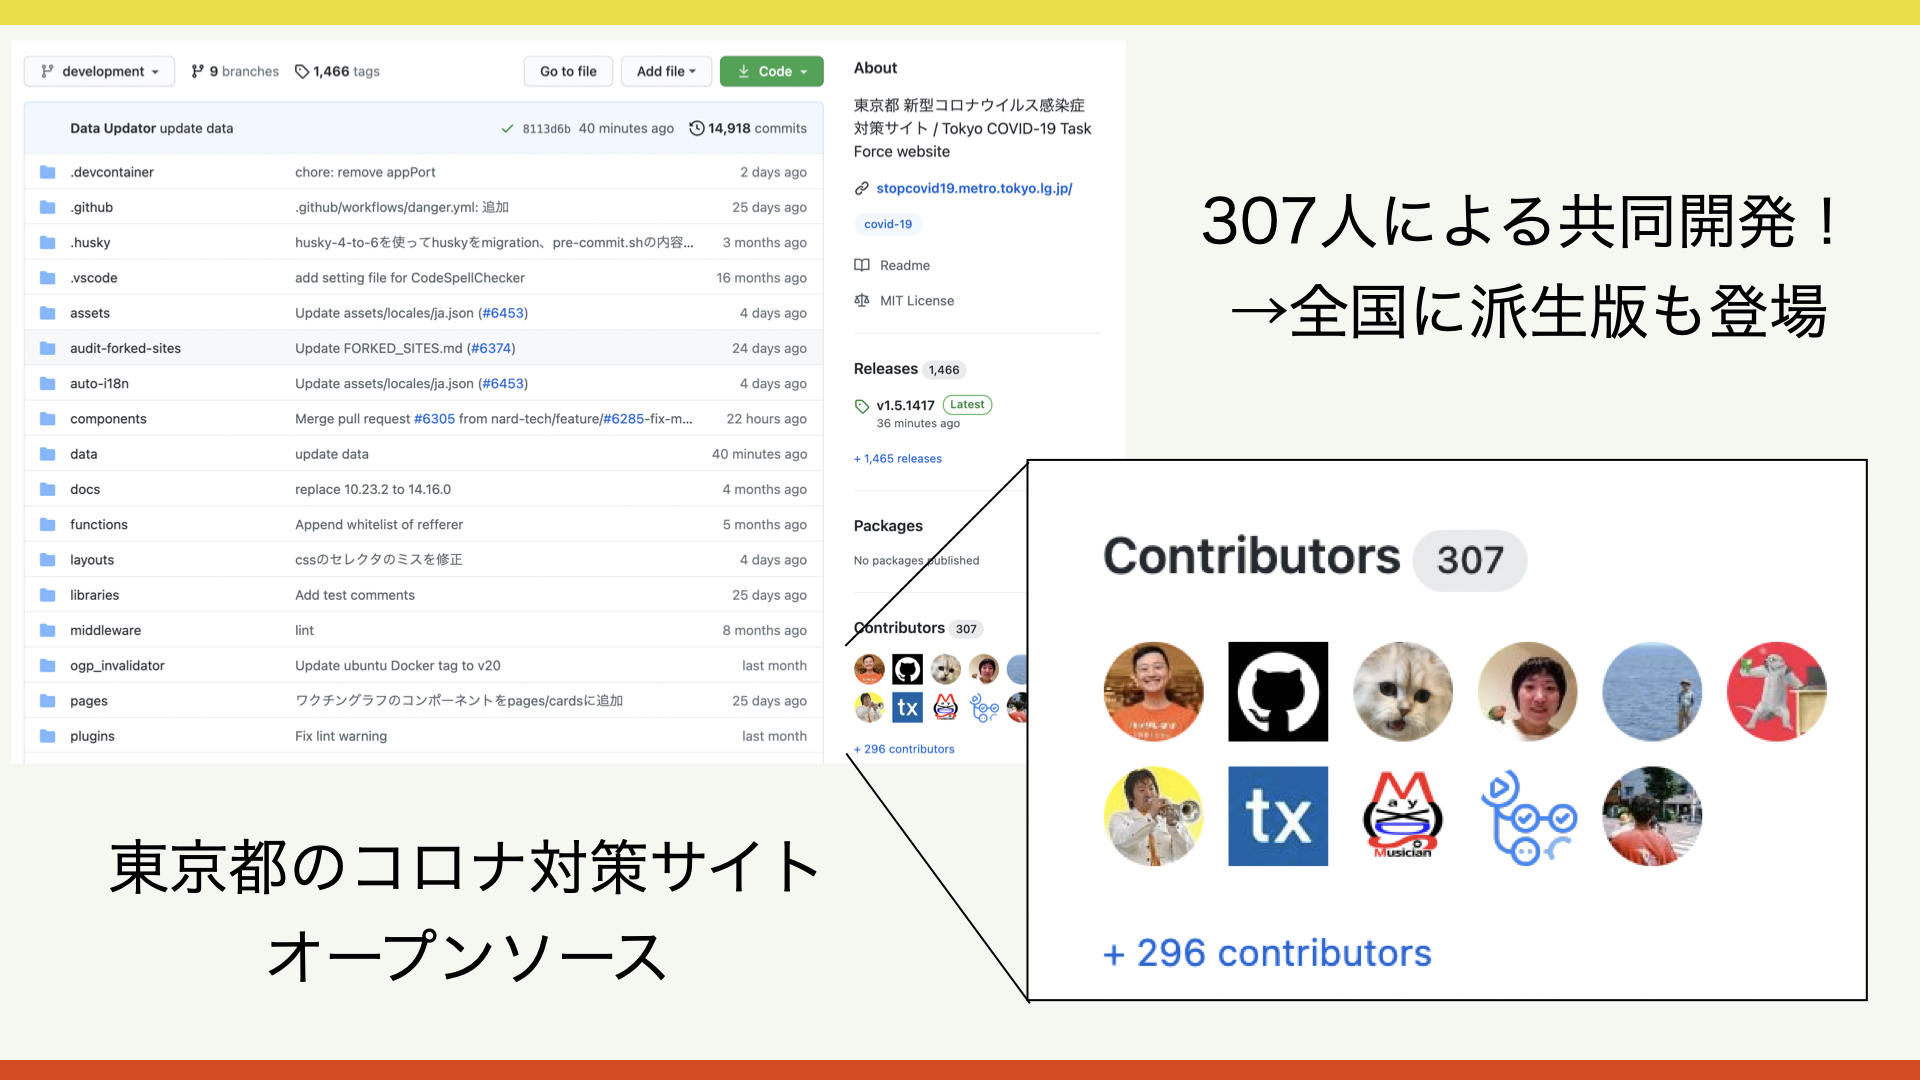 development
9 branches
1,466 tags
Go to file
Add file
Code
Data Updator update data
8113d6b 40 minutes ago
14,918 commits
.devcontainer chore: remove appPort 2 days ago
.github .github/workflows/danger.yml: 追加 25 days ago
.husky husky-4-to-6を使ってhuskyをmigration、pre-commit.shの内容... 3 months ago
.vscode add setting file for CodeSpellChecker 16 months ago
assets Update assets/locales/ja.json (#6453) 4 days ago
audit-forked-sites Update FORKED_SITES.md (#6374) 24 days ago
auto-i18n Update assets/locales/ja.json (#6453) 4 days ago
components Merge pull request #6305 from nard-tech/feature/#6285-fix-m... 22 hours ago
data update data 40 minutes ago
docs replace 10.23.2 to 14.16.0 4 months ago
functions Append whitelist of refferer 5 months ago
layouts cssのセレクタのミスを修正 4 days ago
libraries Add test comments 25 days ago
middleware lint 8 months ago
ogp_invalidator Update ubuntu Docker tag to v20 last month
pages ワクチングラフのコンポーネントをpages/cardsに追加 25 days ago
plugins Fix lint warning last month
About
東京都 新型コロナウイルス感染症
対策サイト / Tokyo COVID-19 Task
Force website
stopcovid19.metro.tokyo.lg.jp/
covid-19
Readme
MIT License
Releases 1,466
v1.5.1417 Latest
36 minutes ago
+ 1,465 releases
Packages
No packages published
Contributors 307
tx
+ 296 contributors
307人による共同開発！
→全国に派生版も登場
Contributors 307
tx
May
Musician
+ 296 contributors
東京都のコロナ対策サイト
オープンソース